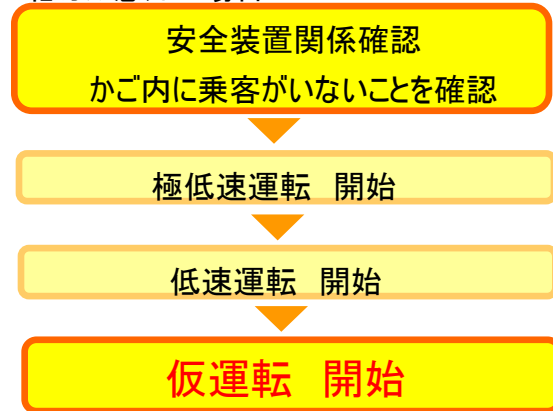 安全装置関係確認
かご内に乗客がいないことを確認
極低速運転　開始
低速運転　開始
仮運転　開始